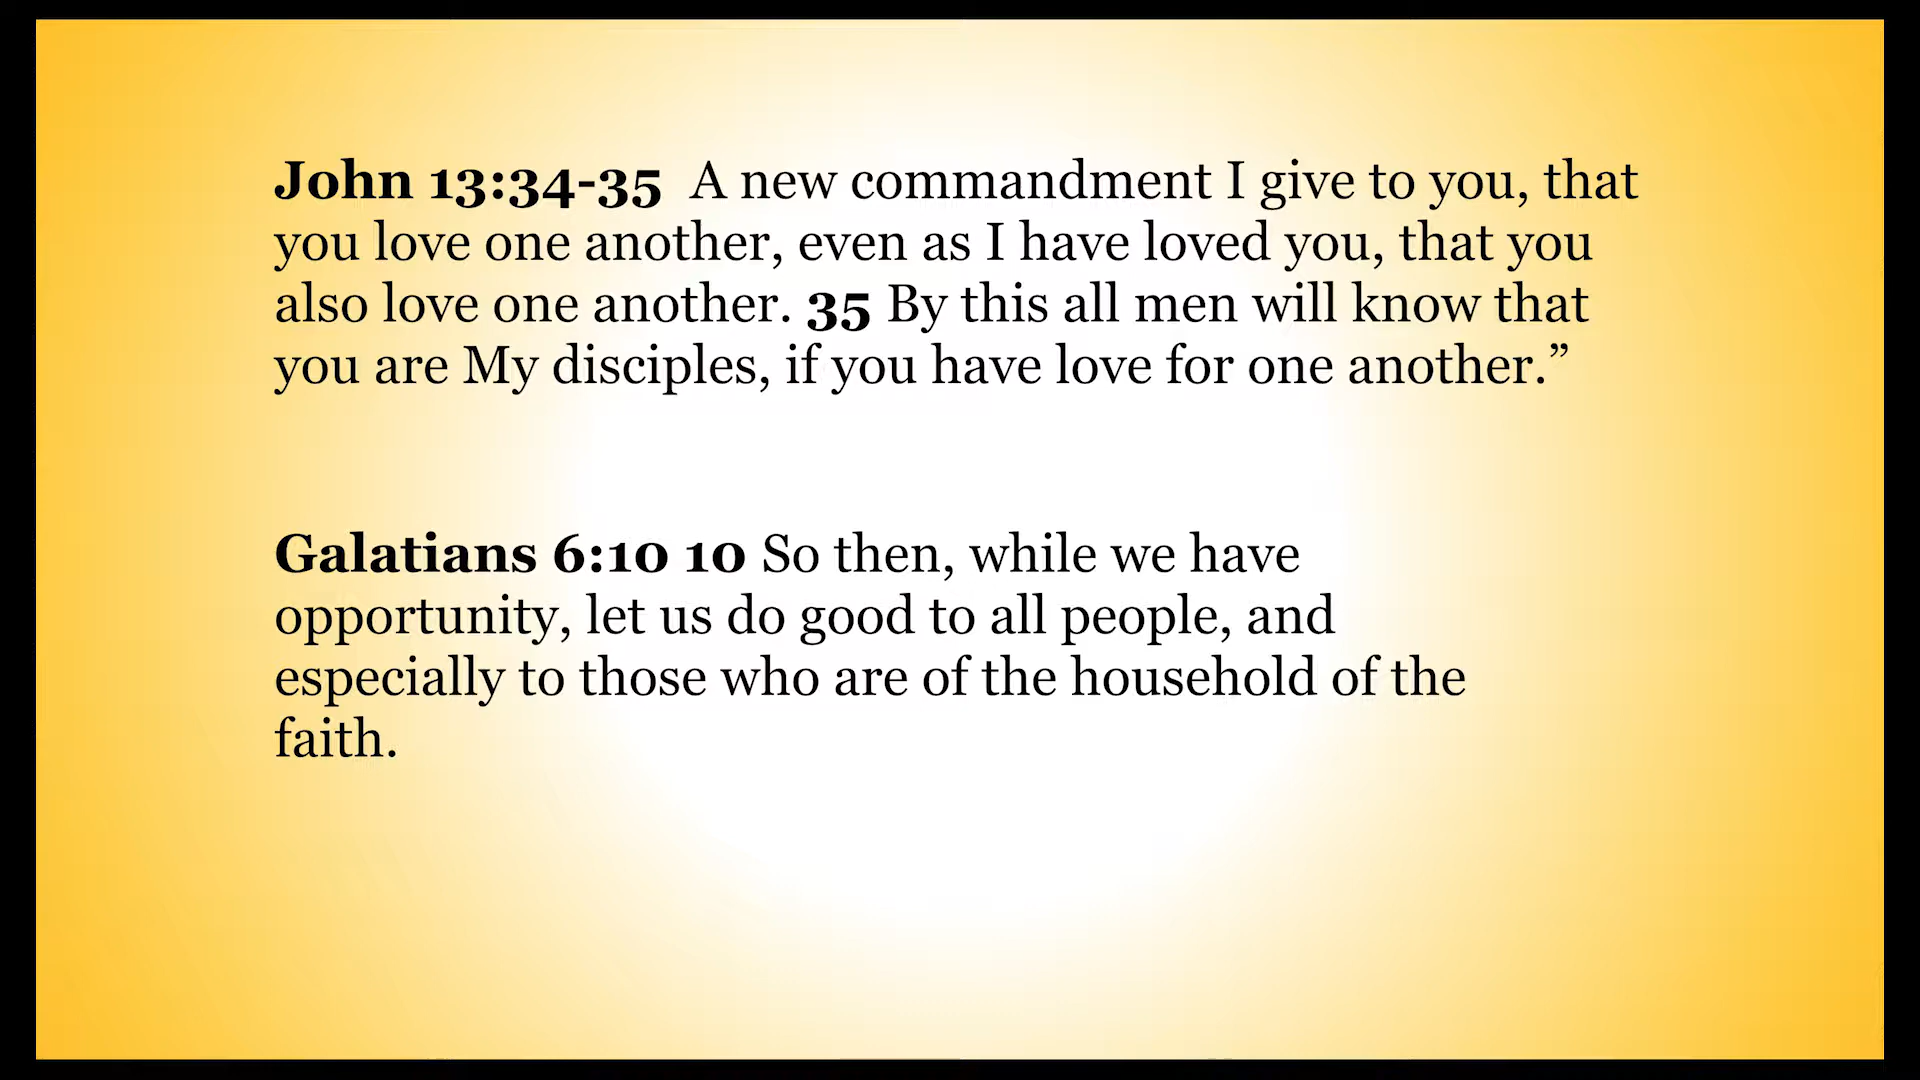 John 13:34-35  A new commandment I give to you, that
you love one another, even as I have loved you, that you
also love one another. 35 By this all men will know that
you are My disciples, if you have love for one another.”
Galatians 6:10 10 So then, while we have
opportunity, let us do good to all people, and
especially to those who are of the household of the
faith.